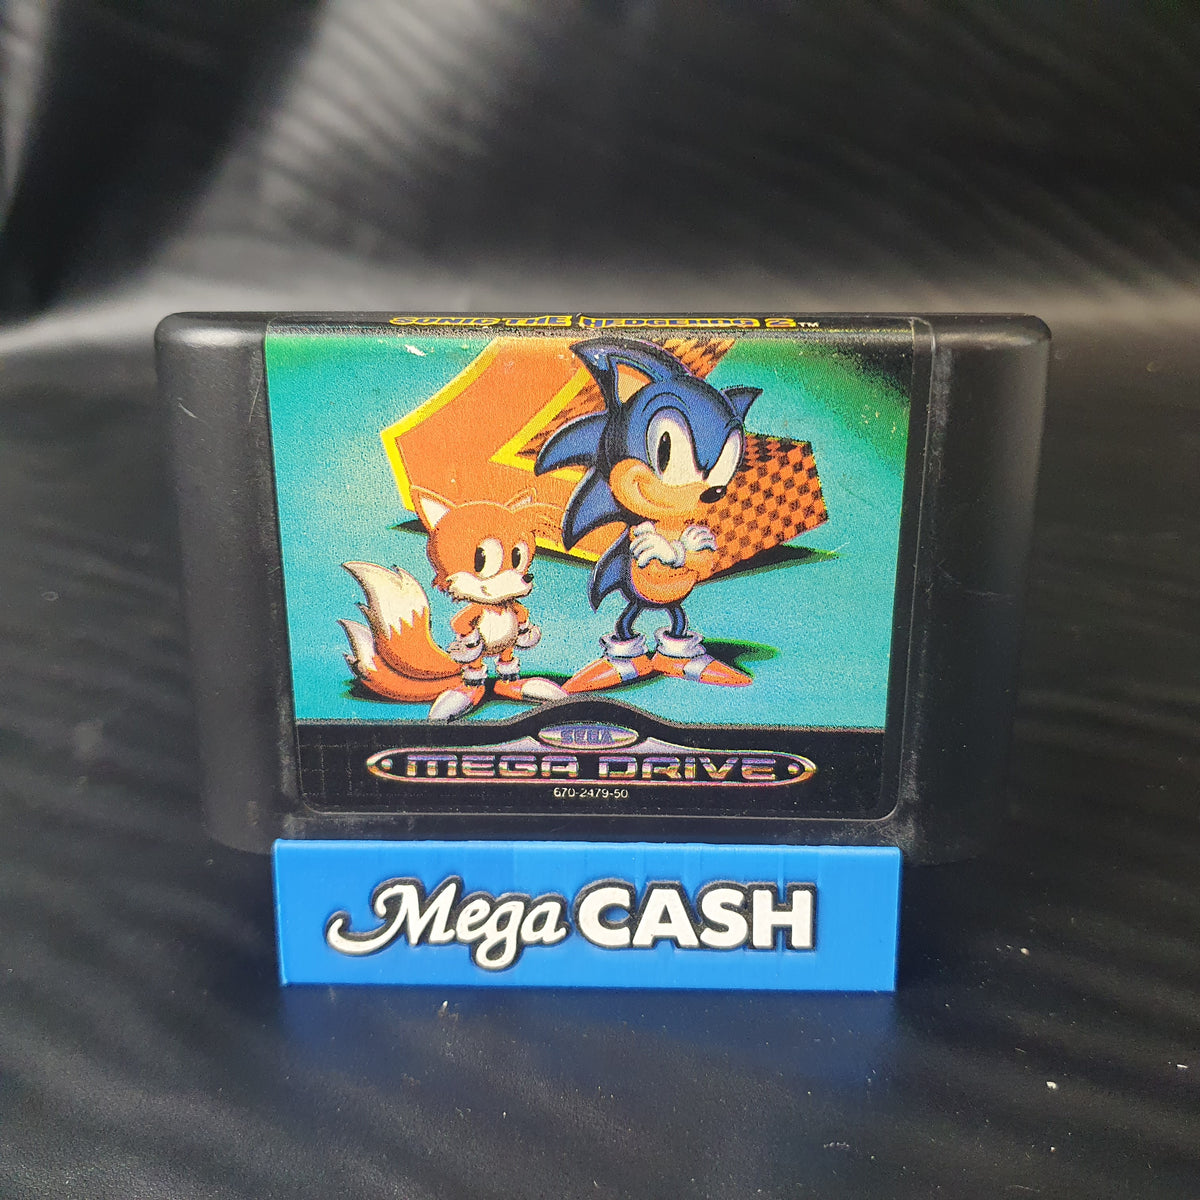 SONIC THE HEDGEHOG 2™
SEGA
MEGA DRIVE
670-2479-50
Mega CASH